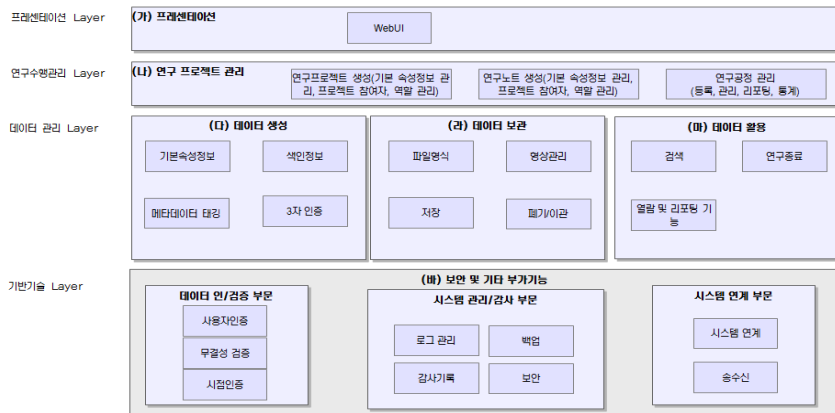 프레센테이션 Layer
(가) 프레센테이션
WebUI
연구수행관리 Layer
(나) 연구 프로젝트 관리
연구프로젝트 생성(기본 속성정보 관
리, 프로젝트 참여자, 역할 관리)
연구노트 생성(기본 속성정보 관리,
프로젝트 참여자, 역할 관리)
연구공정 관리
(등록, 관리, 리포팅, 통계)
데이터 관리 Layer
(다) 데이터 생성
기본속성정보
색인정보
메타데이터 태깅
3자 인증
(라) 데이터 보관
파일형식
형상관리
저장
폐기/이관
(마) 데이터 활용
검색
연구종료
열람 및 리포팅 기
능
기반기술 Layer
(바) 보안 및 기타 부가기능
데이터 인/검증 부문
사용자인증
무결성 검증
시점인증
시스템 관리/감사 부문
로그 관리
백업
감사기록
보안
시스템 연계 부문
시스템 연계
송수신